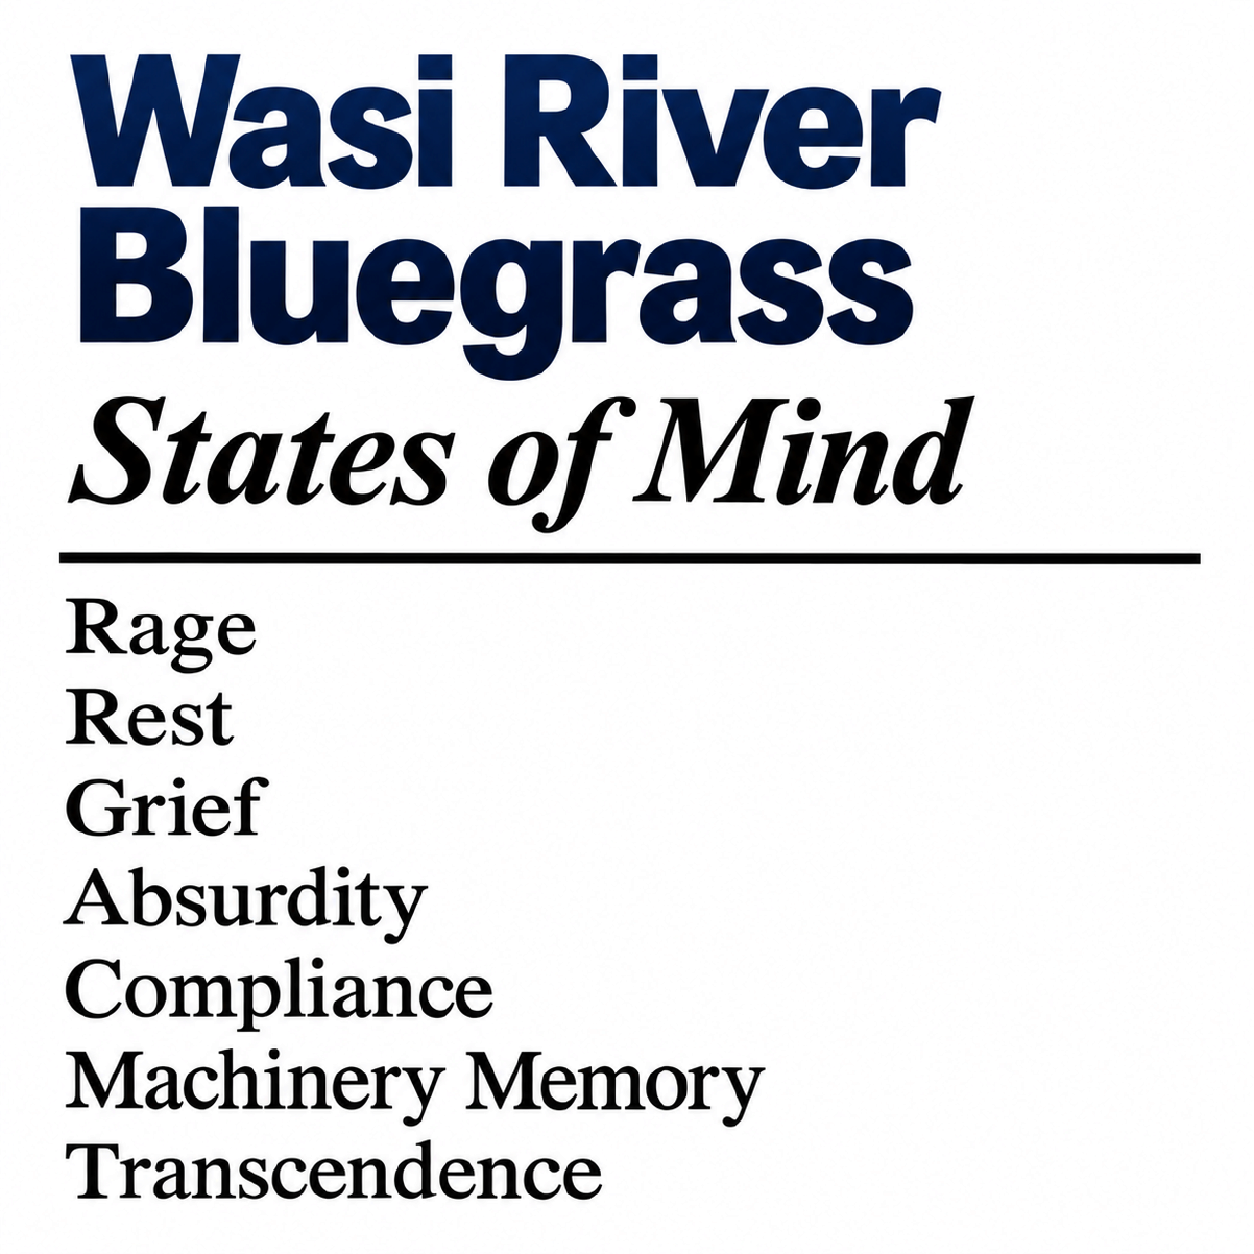 Wasi River
Bluegrass
States of Mind
Rage
Rest
Grief
Absurdity
Compliance
Machinery Memory
Transcendence